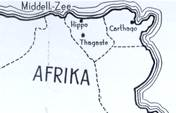 Middell-Zee
Hippo
Carthago
Thagaste
AFRIKA